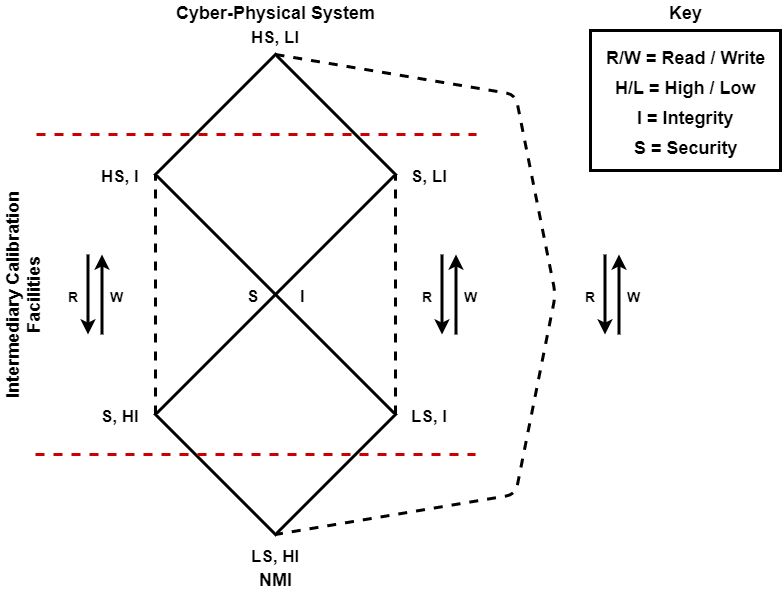 Cyber-Physical System
HS, LI
Key
R/W = Read / Write
H/L = High / Low
I = Integrity
S = Security
HS, I
S, LI
Intermediary Calibration
Facilities
R
W
S
I
R
W
R
W
S, HI
LS, I
LS, HI
NMI